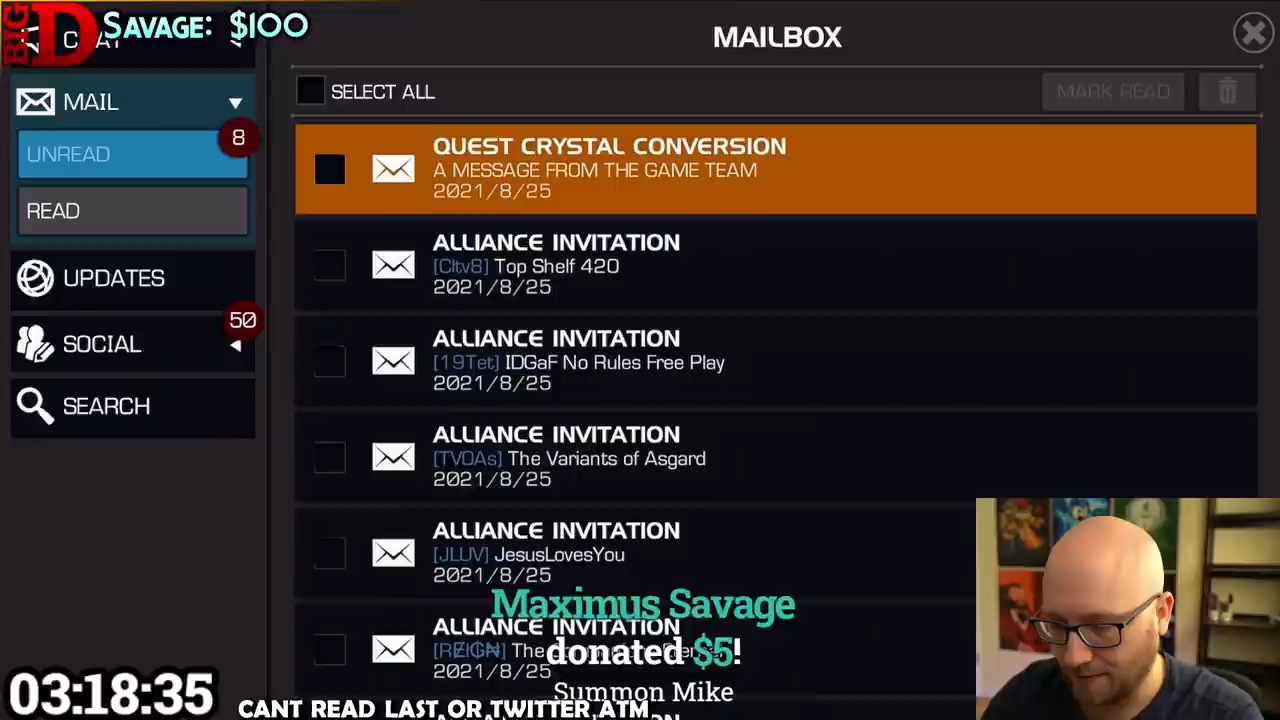 BIG D
SAVAGE: $100
MAILBOX
MAIL
SELECT ALL
MARK READ
UNREAD
8
READ
UPDATES
SOCIAL
50
SEARCH
QUEST CRYSTAL CONVERSION
A MESSAGE FROM THE GAME TEAM
2021/8/25
ALLIANCE INVITATION
[Cltv8] Top Shelf 420
2021/8/25
ALLIANCE INVITATION
[19Tet] IDGaF No Rules Free Play
2021/8/25
ALLIANCE INVITATION
[TVOAs] The Variants of Asgard
2021/8/25
ALLIANCE INVITATION
[JLUV] JesusLovesYou
2021/8/25
Maximus Savage
donated $5!
Summon Mike
ALLIANCE INVITATION
The
2021/8/25
03:18:35
CANT READ LAST OR TWITTER ATM